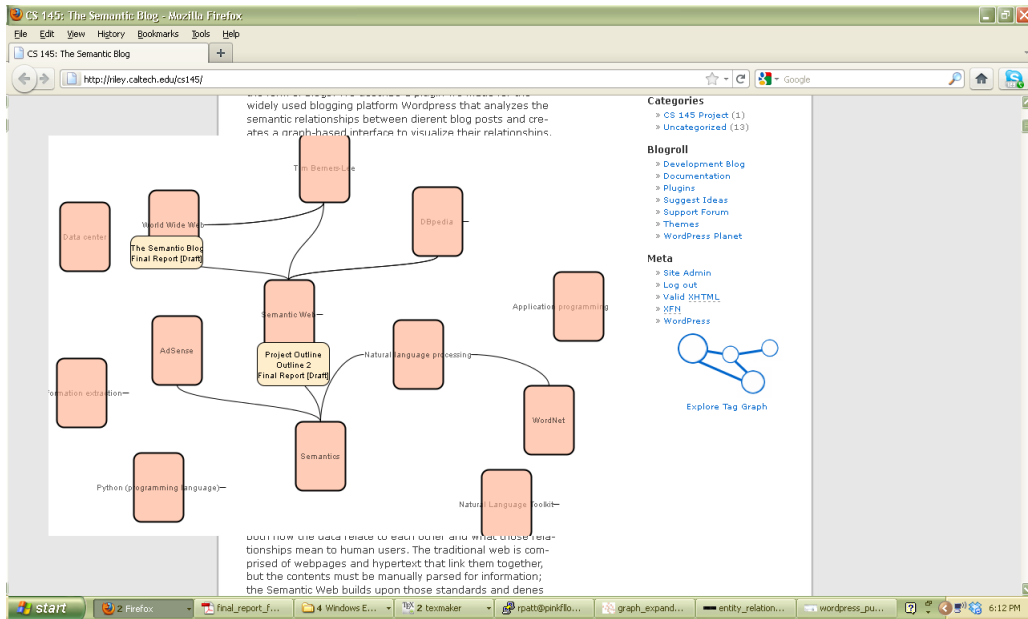 CS 145: The Semantic Blog - Mozilla Firefox
File Edit View History Bookmarks Tools Help
CS 145: The Semantic Blog
http://riley.caltech.edu/cs145/
Google
widely used blogging platform Wordpress that analyzes the
semantic relationships between dierent blog posts and cre-
ates a graph-based interface to visualize their relationships.
Tim Berners-Lee
World Wide Web
DBpedia
Data center
The Semantic Blog
Final Report [Draft]
Semantic Web
Application programming
AdSense
Project Outline
Outline 2
Final Report [Draft]
Natural language processing
formation extraction
WordNet
Semantics
Python (programming language)
Natural Language Toolkit
both how the data relate to each other and what those rela-
tionships mean to human users. The traditional web is com-
prised of webpages and hypertext that link them together,
but the contents must be manually parsed for information;
the Semantic Web builds upon those standards and denes
Categories
» CS 145 Project (1)
» Uncategorized (13)
Blogroll
» Development Blog
» Documentation
» Plugins
» Suggest Ideas
» Support Forum
» Themes
» WordPress Planet
Meta
» Site Admin
» Log out
» Valid XHTML
» XFN
» WordPress
Explore Tag Graph
start
2 Firefox
final_report_f...
4 Windows E...
2 texmaker
rpatt@pinkflo...
graph_expand...
entity_relation...
wordpress_pu...
6:12 PM